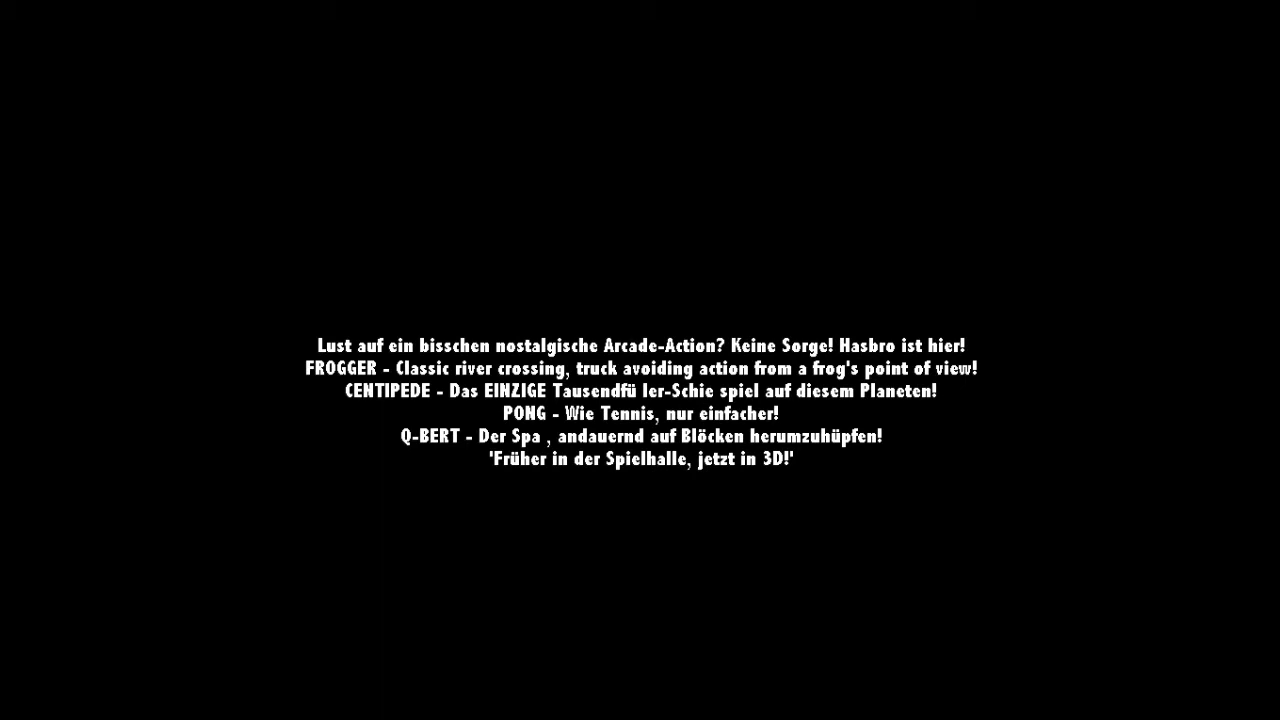 Lust auf ein bisschen nostalgische Arcade-Action? Keine Sorge! Hasbro ist hier!
FROGGER - Classic river crossing, truck avoiding action from a frog's point of view!
CENTIPEDE - Das EINZIGE Tausendfü ler-Schie spiel auf diesem Planeten!
PONG - Wie Tennis, nur einfacher!
Q-BERT - Der Spa , andauernd auf Blöcken herumzuhüpfen!
'Früher in der Spielhalle, jetzt in 3D!'